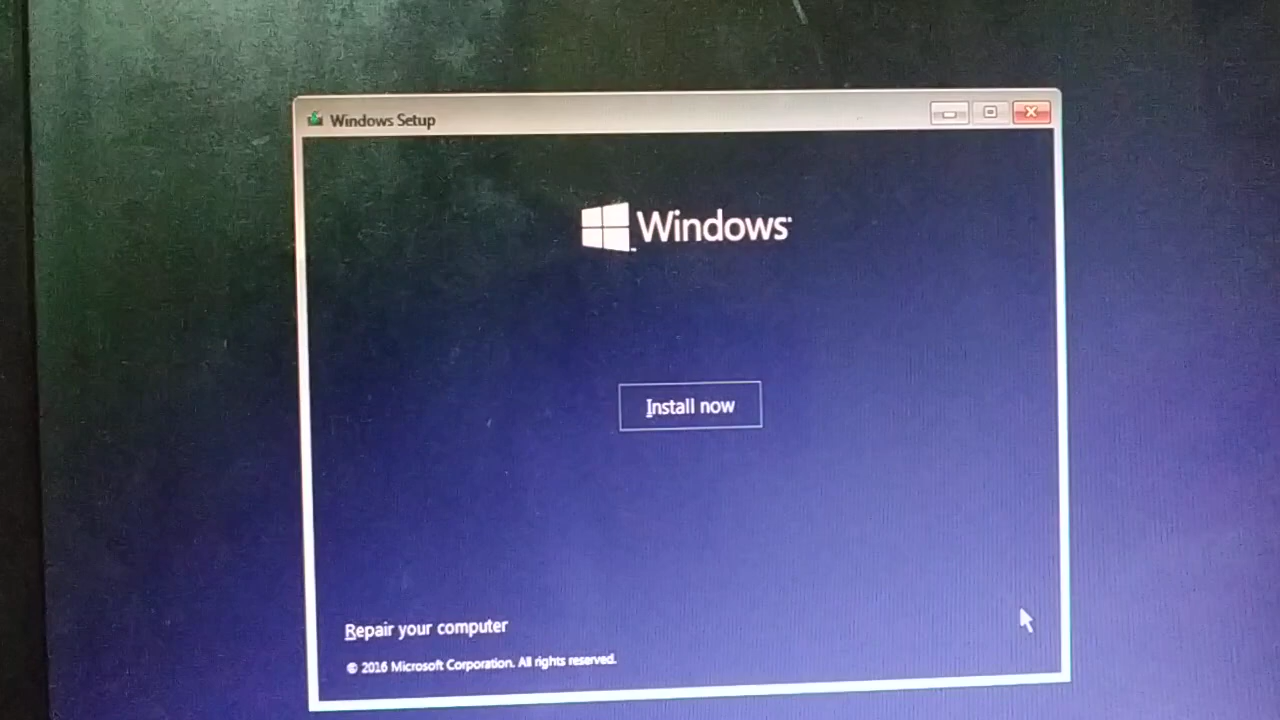 Windows Setup
Windows
Install now
Repair your computer
© 2016 Microsoft Corporation. All rights reserved.